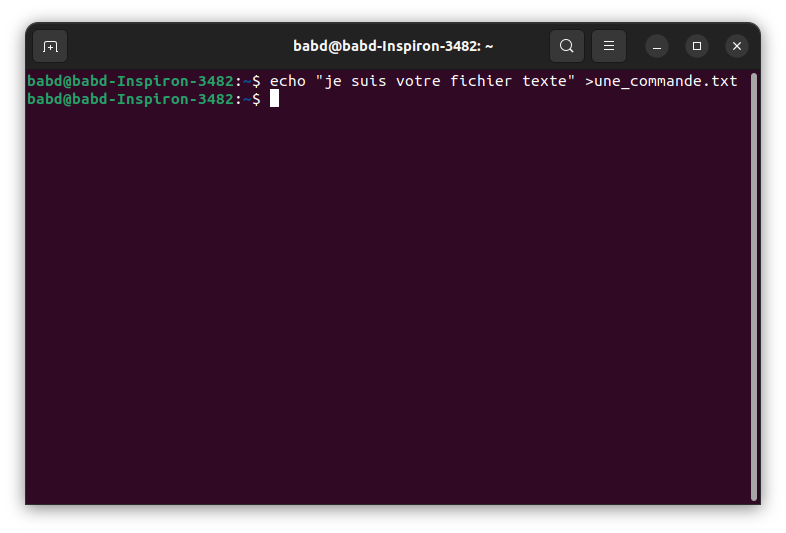 babd@babd-Inspiron-3482: ~
babd@babd-Inspiron-3482:~$ echo "je suis votre fichier texte" >une_commande.txt
babd@babd-Inspiron-3482:~$